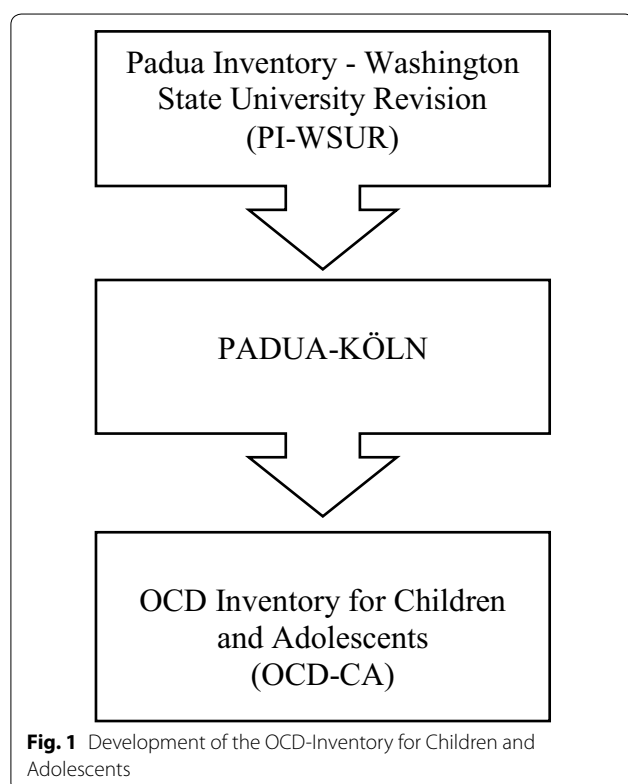 Padua Inventory - Washington
State University Revision
(PI-WSUR)
PADUA-KÖLN
OCD Inventory for Children
and Adolescents
(OCD-CA)
Fig. 1 Development of the OCD-Inventory for Children and
Adolescents